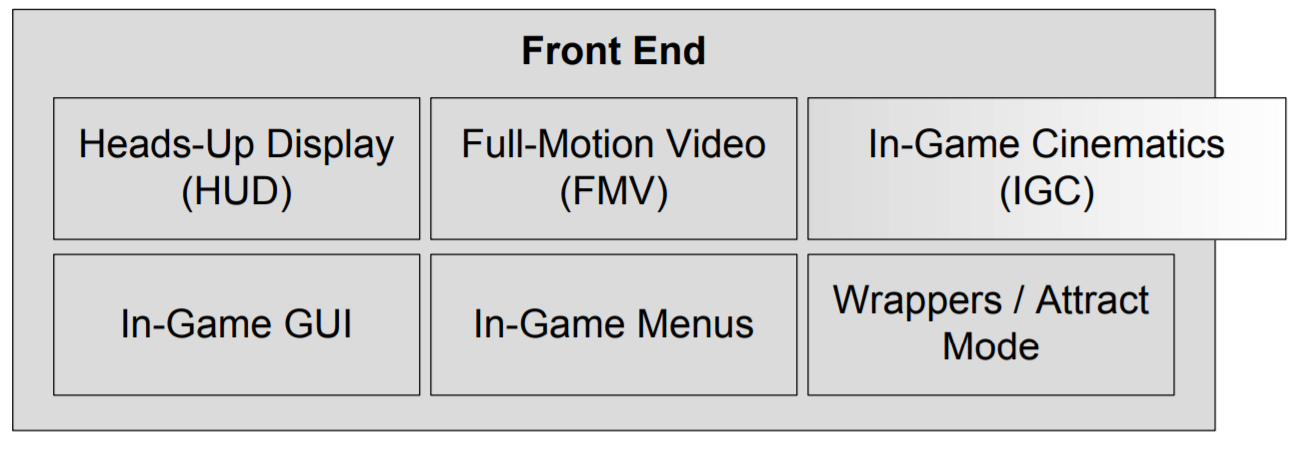 Front End
Heads-Up Display
(HUD)
Full-Motion Video
(FMV)
In-Game Cinematics
(IGC)
In-Game GUI
In-Game Menus
Wrappers / Attract
Mode